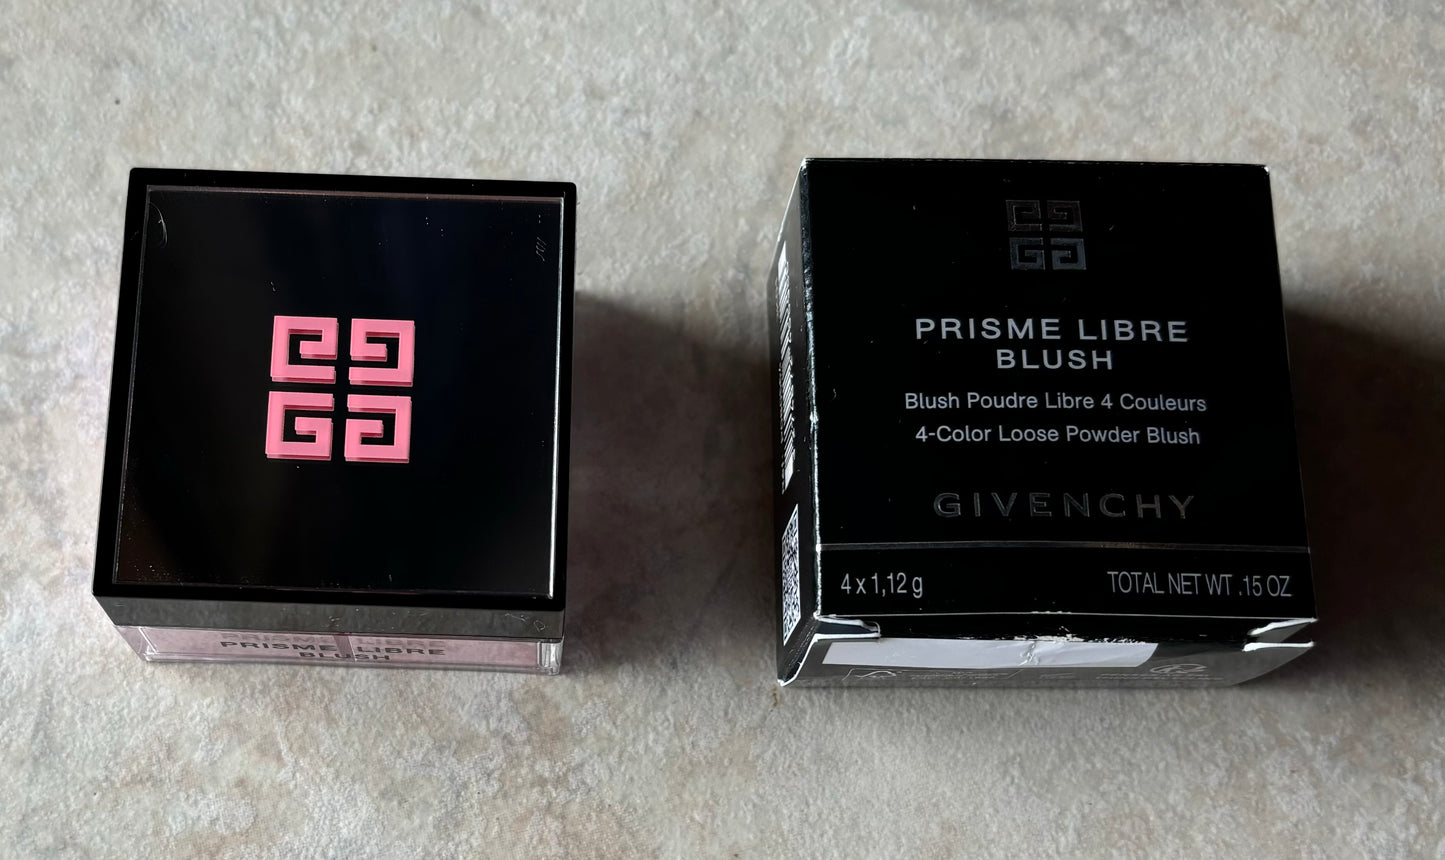 PRISME LIBRE
BLUSH
PRISME LIBRE
BLUSH
Blush Poudre Libre 4 Couleurs
4-Color Loose Powder Blush
GIVENCHY
4 x 1,12 g
TOTAL NET WT .15 OZ